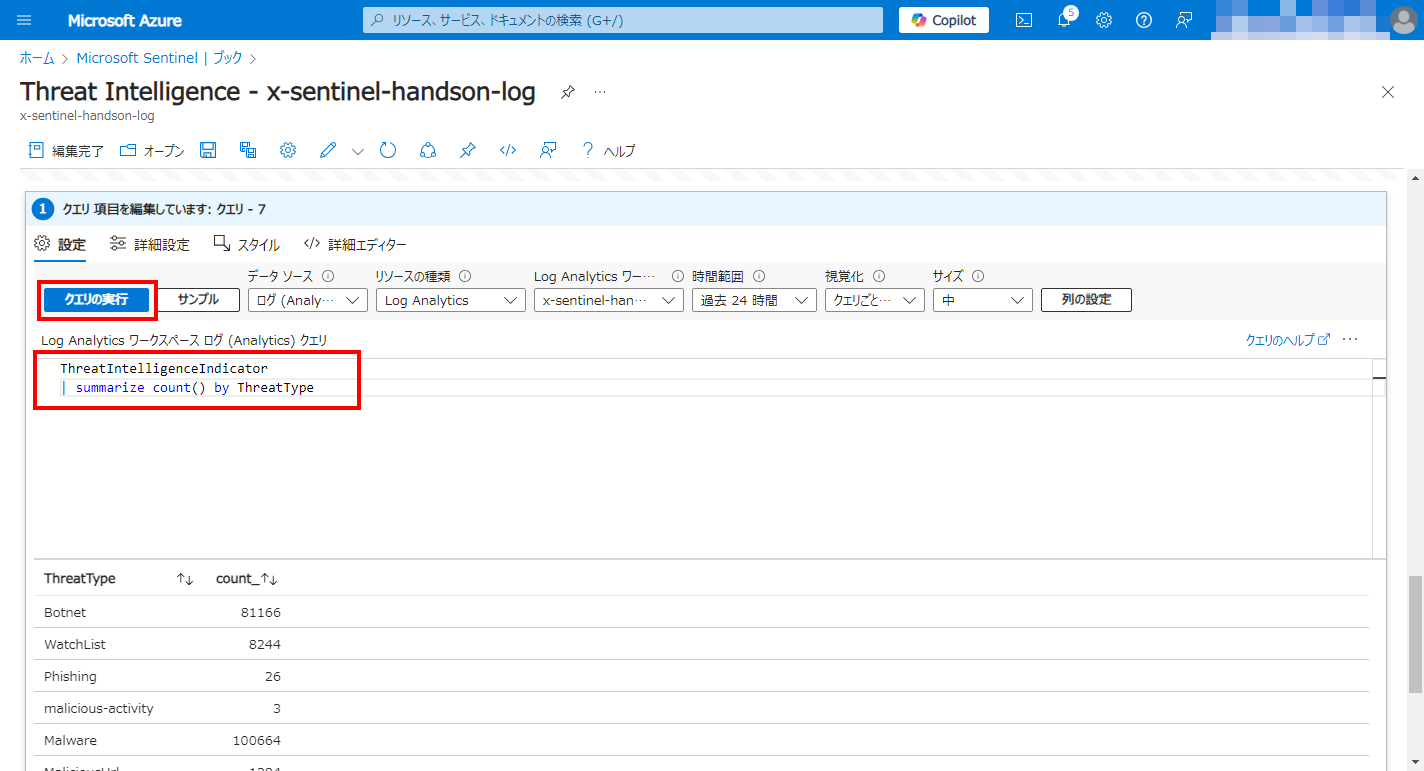 Microsoft Azure
リソース、サービス、ドキュメントの検索 (G+/)
Copilot
5
ホーム > Microsoft Sentinel | ブック >
Threat Intelligence - x-sentinel-handson-log
x-sentinel-handson-log
編集完了 オープン ヘルプ
1 クエリ 項目を編集しています: クエリ - 7
設定 詳細設定 スタイル 詳細エディター
データ ソース リソースの種類 Log Analytics ワー… 時間範囲 視覚化 サイズ
クエリの実行 サンプル ログ (Analy… Log Analytics x-sentinel-han… 過去 24 時間 クエリごと… 中 列の設定
Log Analytics ワークスペース ログ (Analytics) クエリ クエリのヘルプ
ThreatIntelligenceIndicator
| summarize count() by ThreatType
ThreatType ↑↓ count_↑↓
Botnet 81166
WatchList 8244
Phishing 26
malicious-activity 3
Malware 100664